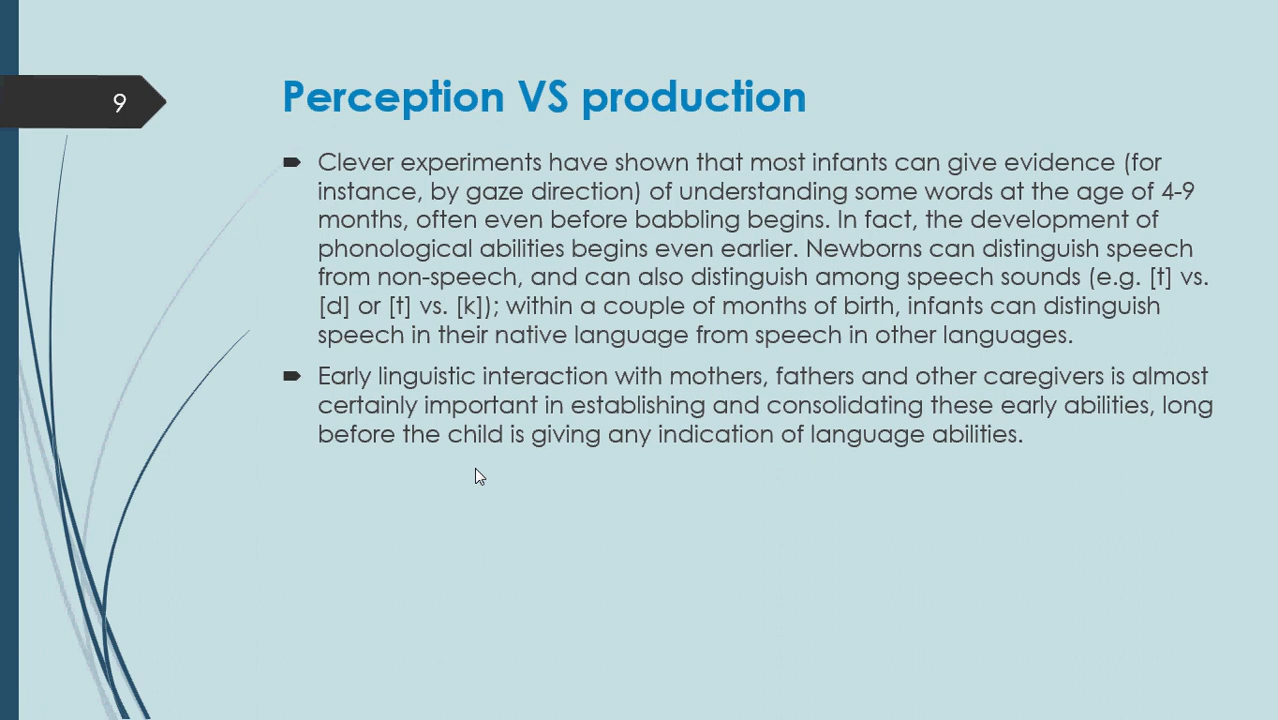 9
Perception VS production
Clever experiments have shown that most infants can give evidence (for
instance, by gaze direction) of understanding some words at the age of 4-9
months, often even before babbling begins. In fact, the development of
phonological abilities begins even earlier. Newborns can distinguish speech
from non-speech, and can also distinguish among speech sounds (e.g. [t] vs.
[d] or [t] vs. [k]); within a couple of months of birth, infants can distinguish
speech in their native language from speech in other languages.
Early linguistic interaction with mothers, fathers and other caregivers is almost
certainly important in establishing and consolidating these early abilities, long
before the child is giving any indication of language abilities.